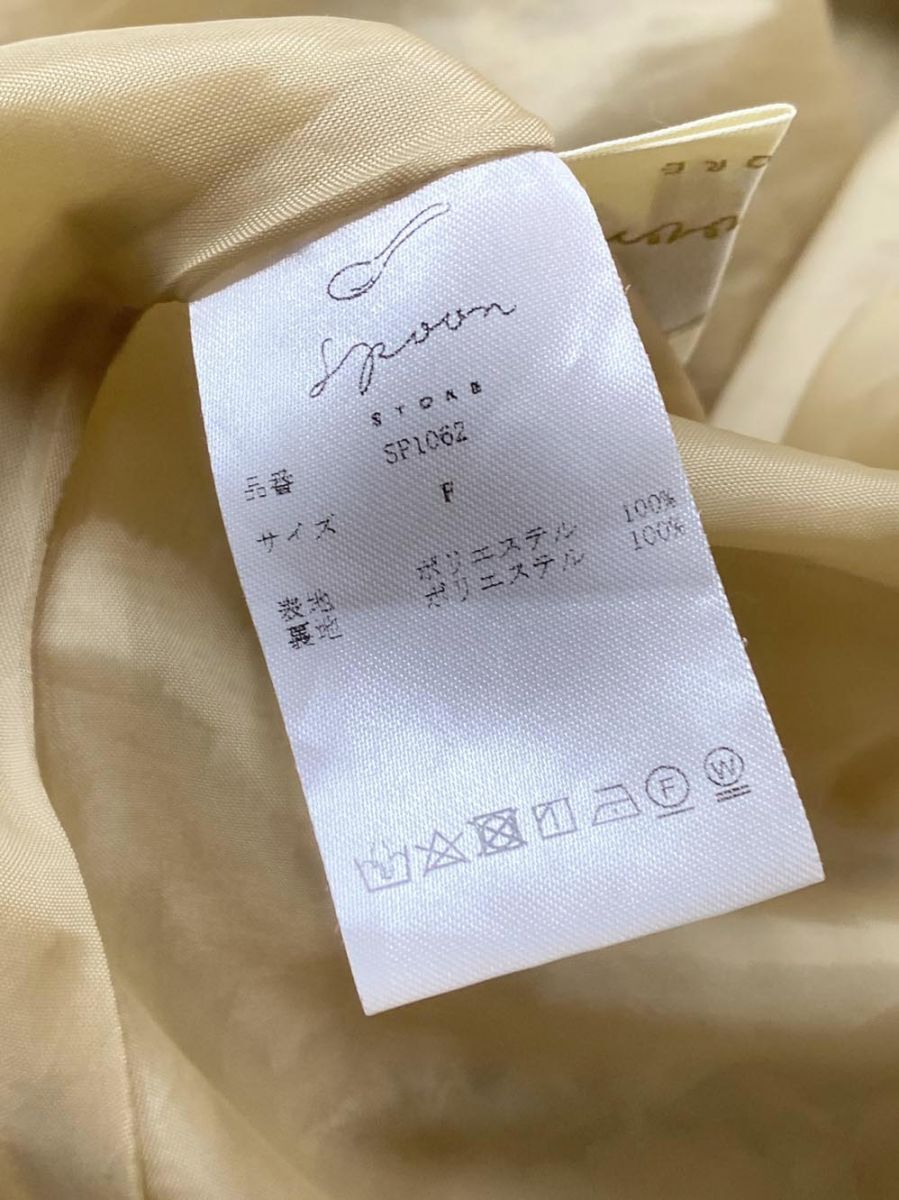 Spoon
STORE
品番 SP1062
サイズ F
表地 ポリエステル 100%
裏地 ポリエステル 100%
F W
ORE